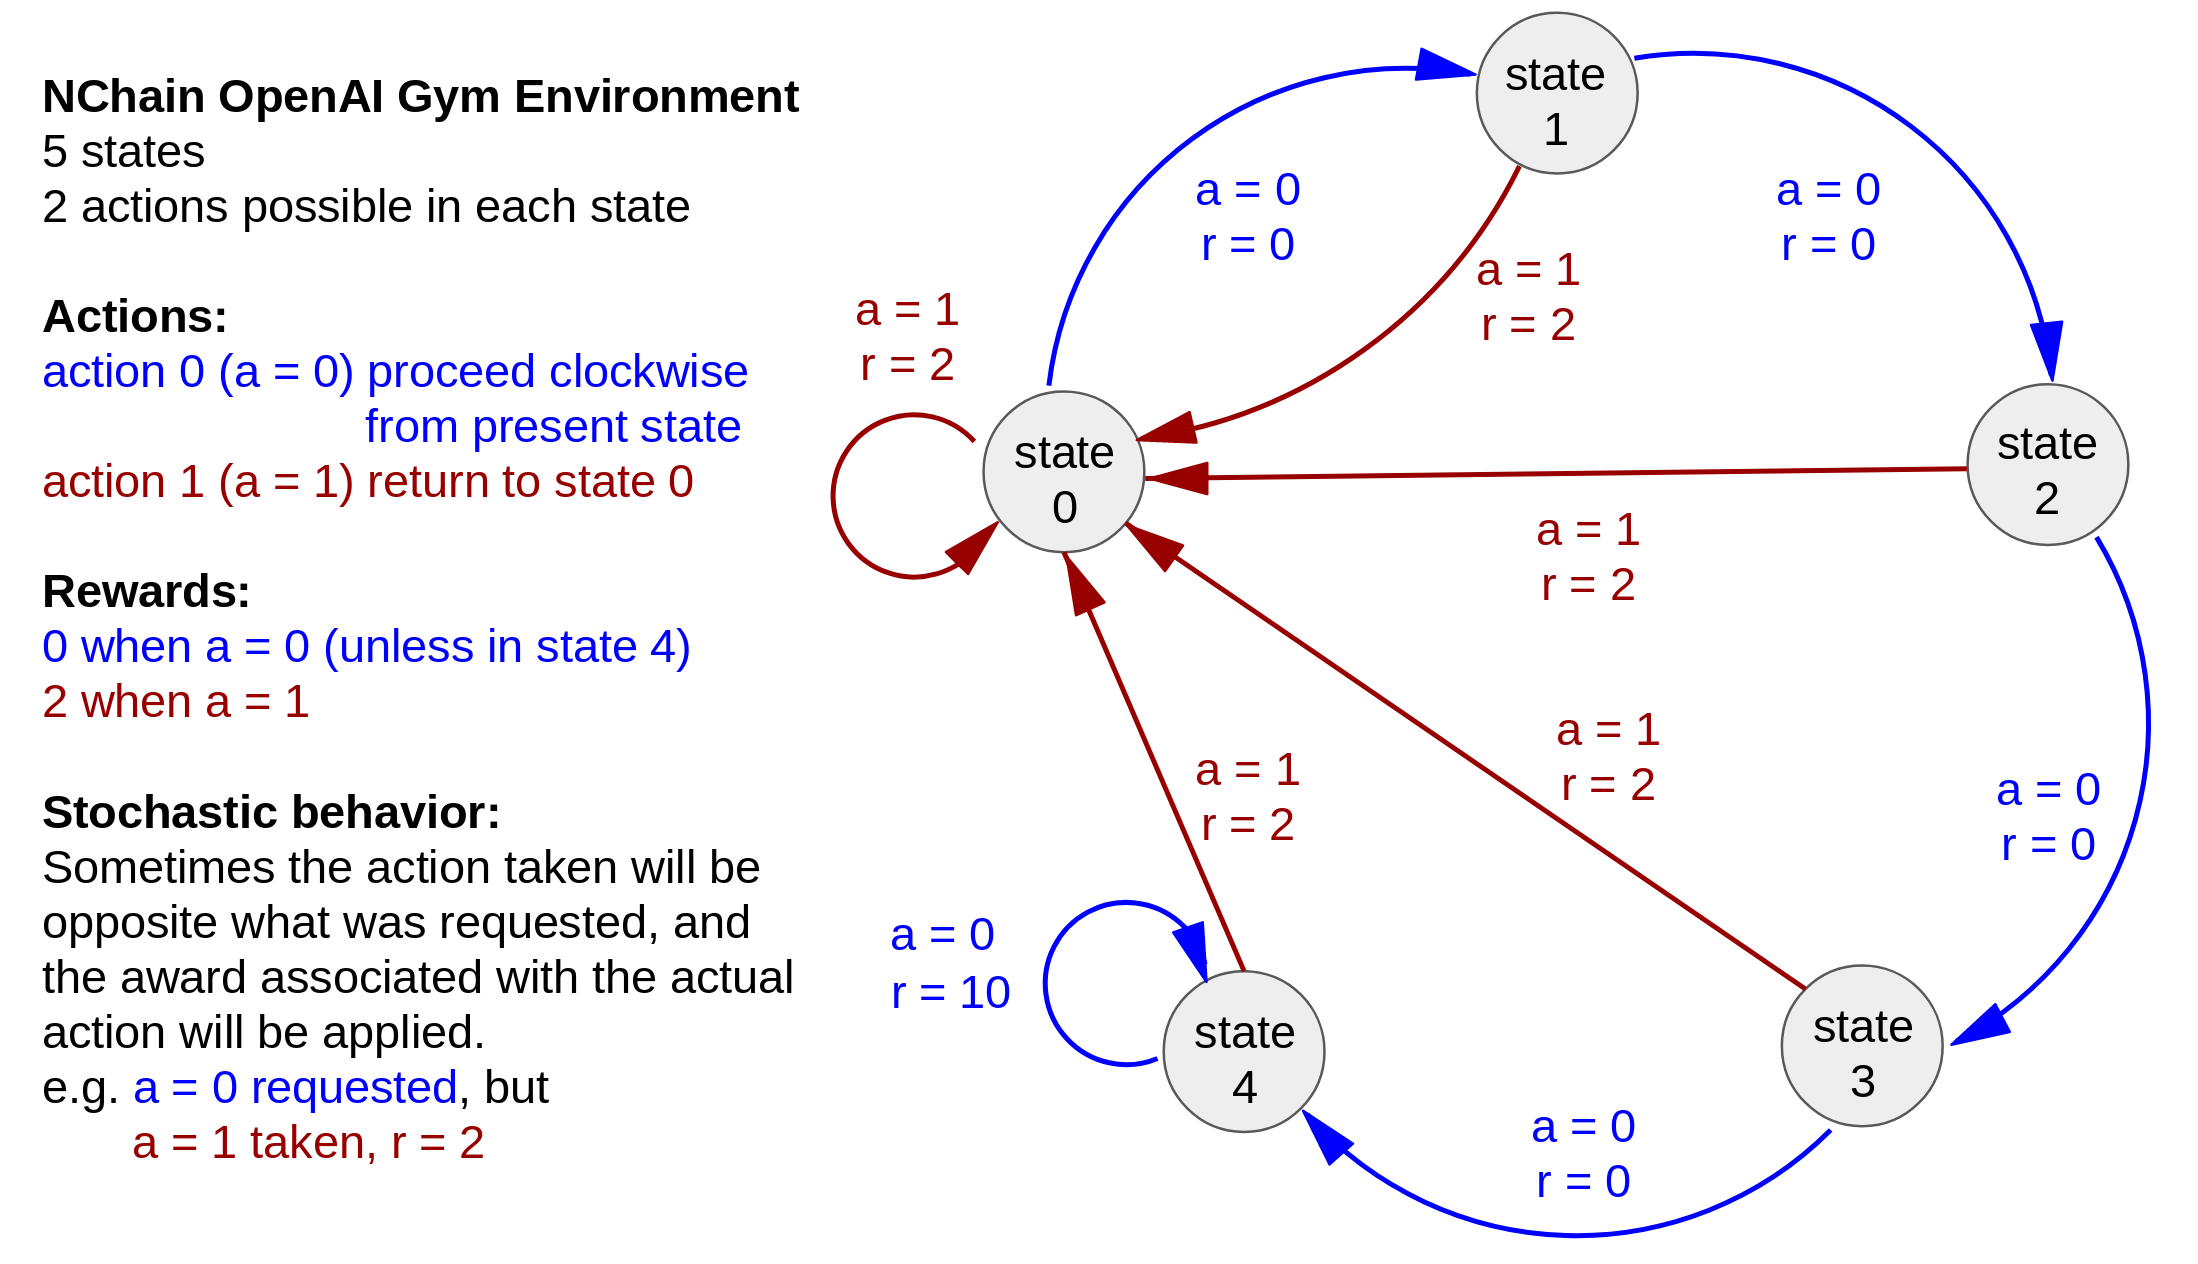 NChain OpenAI Gym Environment
5 states
2 actions possible in each state
Actions:
action 0 (a = 0) proceed clockwise
from present state
action 1 (a = 1) return to state 0
Rewards:
0 when a = 0 (unless in state 4)
2 when a = 1
Stochastic behavior:
Sometimes the action taken will be
opposite what was requested, and
the award associated with the actual
action will be applied.
e.g. a = 0 requested, but
a = 1 taken, r = 2
state
1
a = 0
r = 0
a = 0
r = 0
a = 1
r = 2
a = 1
r = 2
state
0
state
2
a = 1
r = 2
a = 1
r = 2
a = 1
r = 2
a = 0
r = 0
a = 0
r = 10
state
4
state
3
a = 0
r = 0